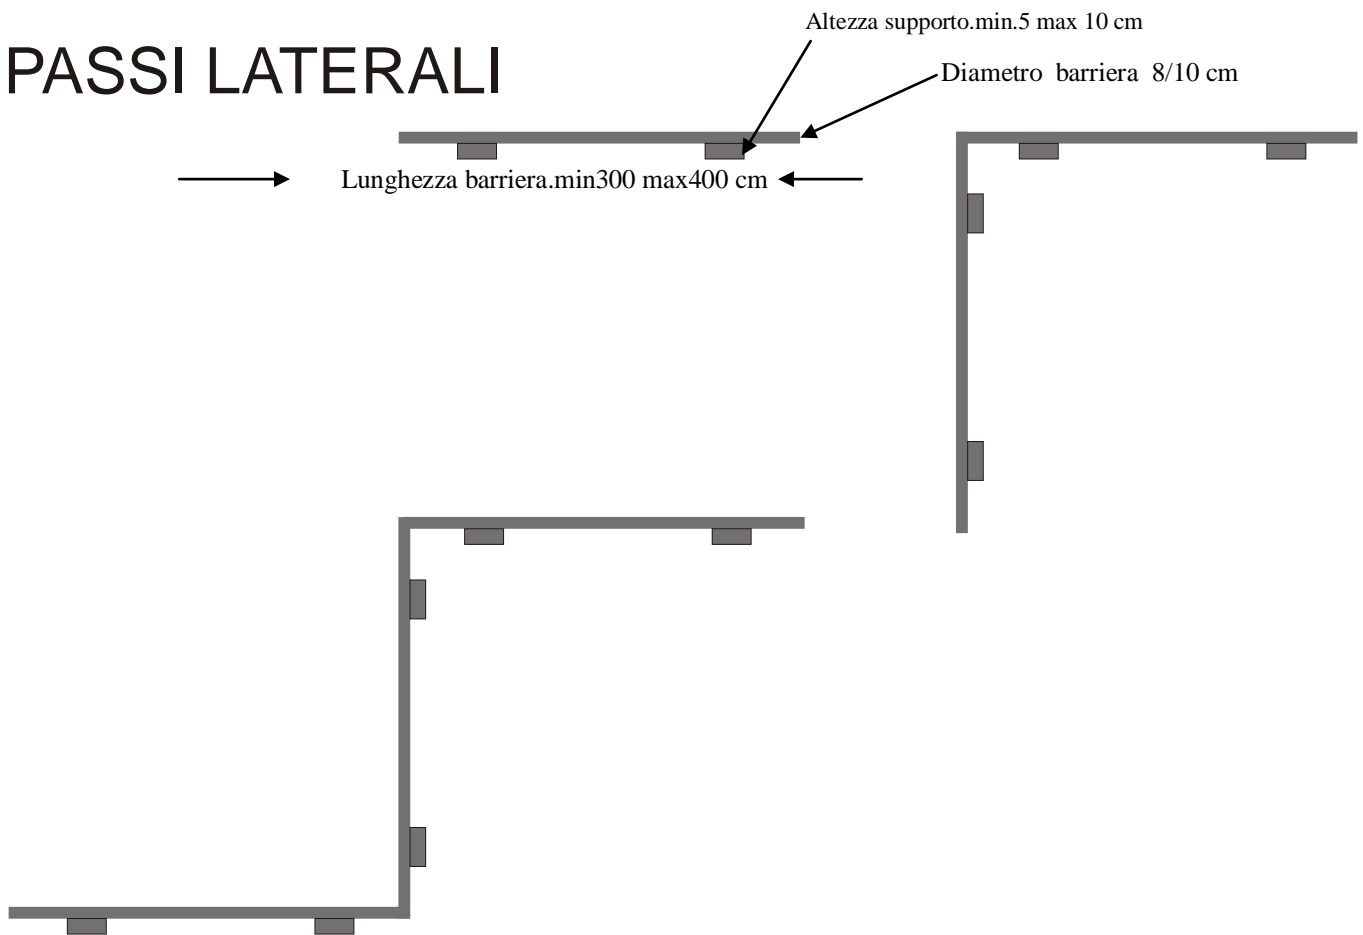 Altezza supporto.min.5 max 10 cm
PASSI LATERALI
Diametro barriera 8/10 cm
Lunghezza barriera.min300 max400 cm